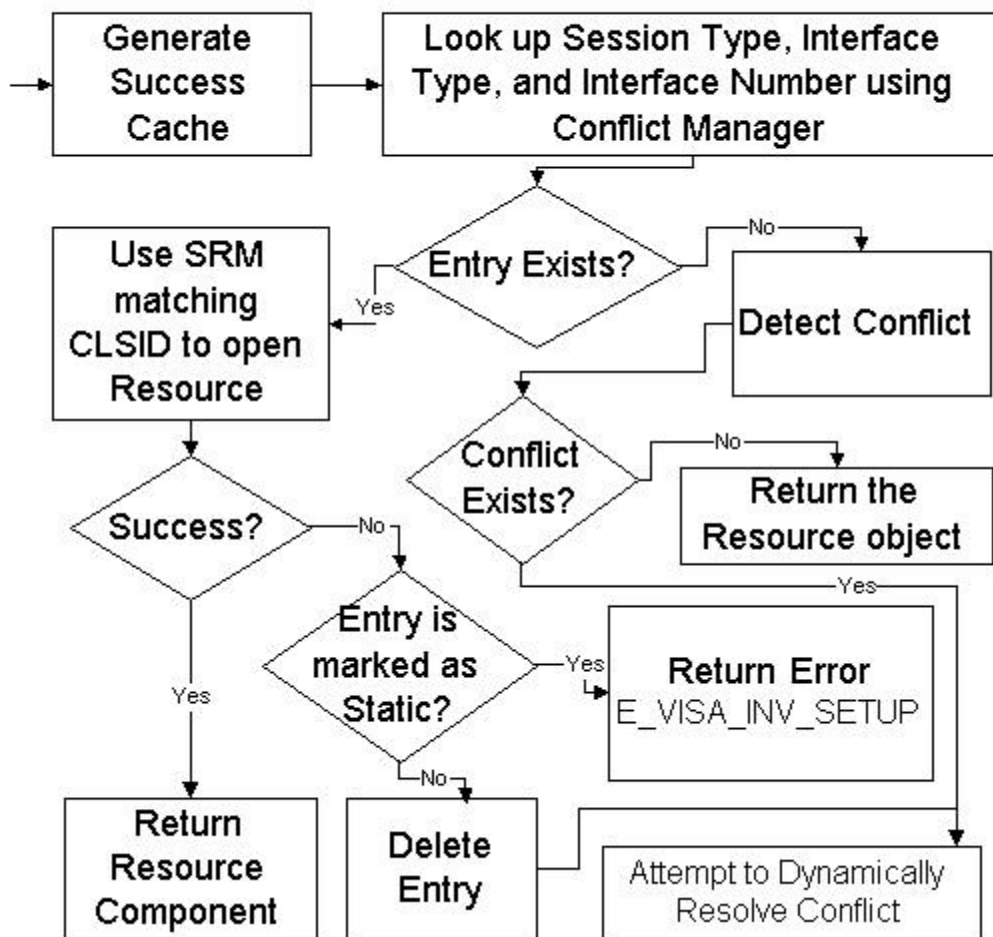 Generate
Success
Cache
Look up Session Type, Interface
Type, and Interface Number using
Conflict Manager
Entry Exists?
No
Yes
Use SRM
matching
CLSID to open
Resource
Detect Conflict
Conflict
Exists?
No
Return the
Resource object
Yes
Success?
No
Yes
Entry is
marked as
Static?
Yes
Return Error
E_VISA_INV_SETUP
No
Return
Resource
Component
Delete
Entry
Attempt to Dynamically
Resolve Conflict